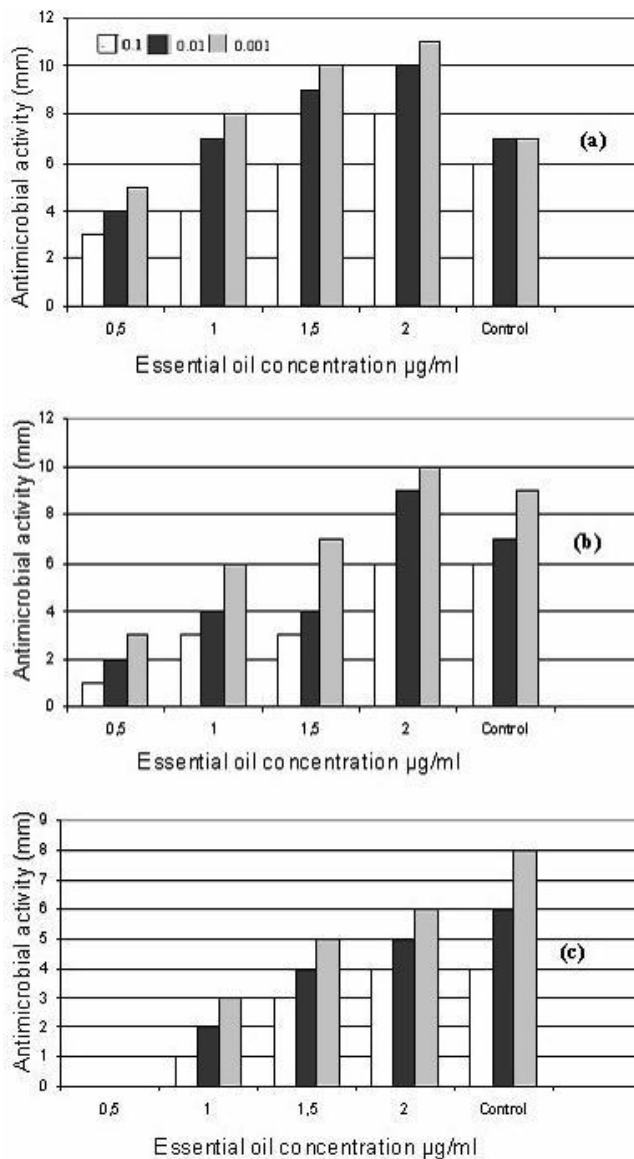 12
0.1 0.01 0.001
10
8
6
4
2
0
Antimicrobial activity (mm)
(a)
0,5 1 1,5 2 Control
Essential oil concentration µg/ml
12
10
8
6
4
2
0
Antimicrobial activity (mm)
(b)
0,5 1 1,5 2 Control
Essential oil concentration µg/ml
9
8
7
6
5
4
3
2
1
0
Antimicrobial activity (mm)
(c)
0,5 1 1,5 2 Control
Essential oil concentration µg/ml